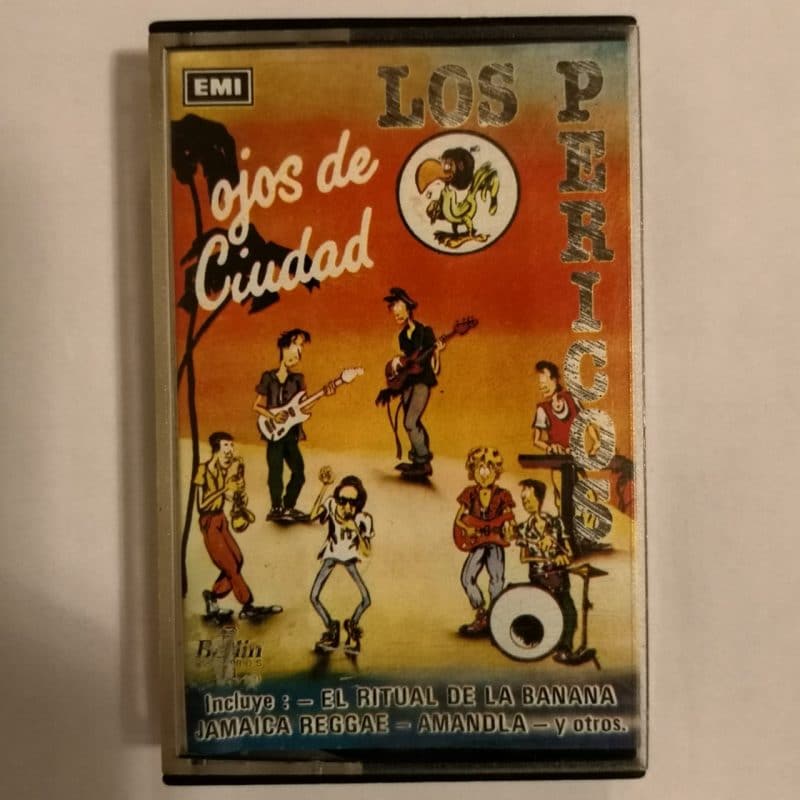 EMI
LOS PERICOS
ojos de
Ciudad
Incluye : - EL RITUAL DE LA BANANA
JAMAICA REGGAE - AMANDLA - y otros.